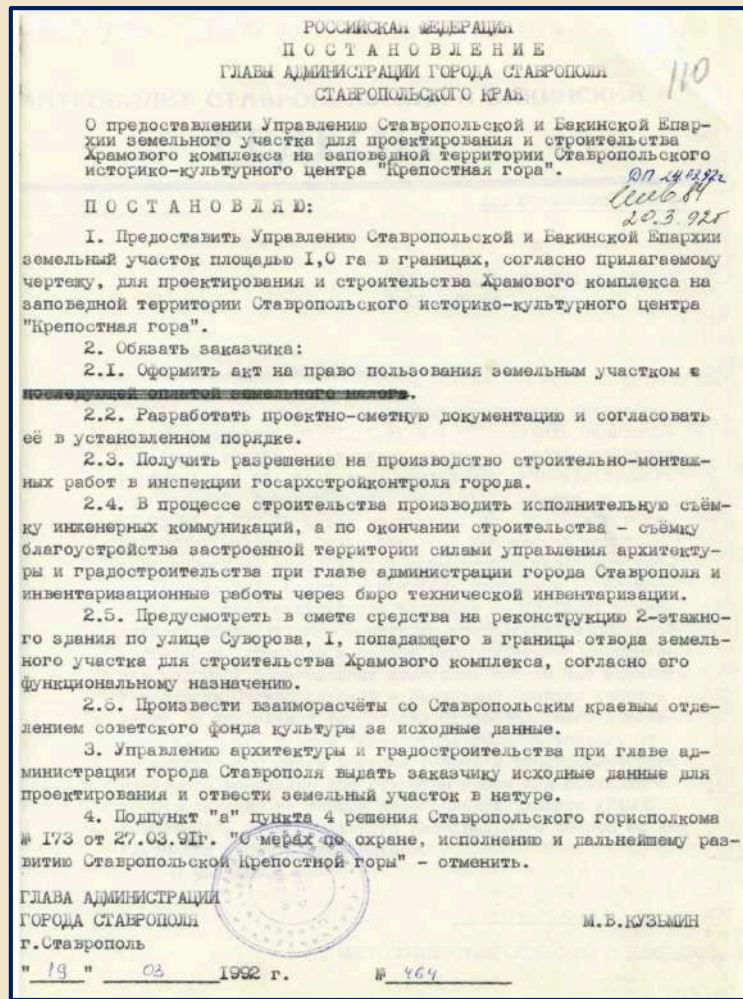 РОССИЙСКАЯ ФЕДЕРАЦИЯ
ПОСТАНОВЛЕНИЕ
ГЛАВЫ АДМИНИСТРАЦИИ ГОРОДА СТАВРОПОЛЯ
СТАВРОПОЛЬСКОГО КРАЯ
110
О предоставлении Управлению Ставропольской и Бакинской Епар-
хии земельного участка для проектирования и строительства
Храмового комплекса на заповедной территории Ставропольского
историко-культурного центра "Крепостная гора".
20.3.92г
ПОСТАНОВЛЯЮ:
I. Предоставить Управлению Ставропольской и Бакинской Епархии
земельный участок площадью I,0 га в границах, согласно прилагаемому
чертежу, для проектирования и строительства Храмового комплекса на
заповедной территории Ставропольского историко-культурного центра
"Крепостная гора".
2. Обязать заказчика:
2.I. Оформить акт на право пользования земельным участком с
последующей оплатой земельного налога.
2.2. Разработать проектно-сметную документацию и согласовать
её в установленном порядке.
2.3. Получить разрешение на производство строительно-монтаж-
ных работ в инспекции госархстройконтроля города.
2.4. В процессе строительства производить исполнительную съём-
ку инженерных коммуникаций, а по окончании строительства – съёмку
благоустройства застроенной территории силами управления архитекту-
ры и градостроительства при главе администрации города Ставрополя и
инвентаризационные работы через бюро технической инвентаризации.
2.5. Предусмотреть в смете средства на реконструкцию 2-этажно-
го здания по улице Суворова, I, попадающего в границы отвода земель-
ного участка для строительства Храмового комплекса, согласно его
функциональному назначению.
2.6. Произвести взаиморасчёты со Ставропольским краевым отде-
лением советского фонда культуры за исходные данные.
3. Управлению архитектуры и градостроительства при главе ад-
министрации города Ставрополя выдать заказчику исходные данные для
проектирования и отвести земельный участок в натуре.
4. Подпункт "а" пункта 4 решения Ставропольского горисполкома
№ 173 от 27.03.9Iг. "О мерах по охране, исполнению и дальнейшему раз-
витию Ставропольской Крепостной горы" – отменить.
ГЛАВА АДМИНИСТРАЦИИ
ГОРОДА СТАВРОПОЛЯ М.В.КУЗЬМИН
г.Ставрополь
" 19 " 03 1992 г. № 464